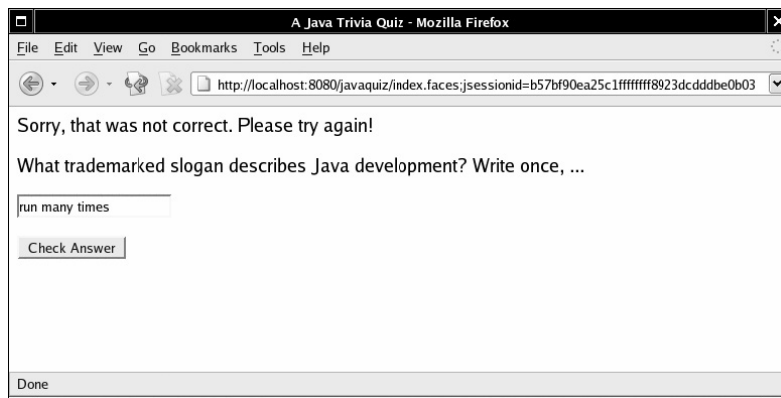 A Java Trivia Quiz - Mozilla Firefox
File Edit View Go Bookmarks Tools Help
http://localhost:8080/javaquiz/index.faces;jsessionid=b57bf90ea25c1ffffffff8923dcdddbe0b03
Sorry, that was not correct. Please try again!
What trademarked slogan describes Java development? Write once, ...
run many times
Check Answer
Done